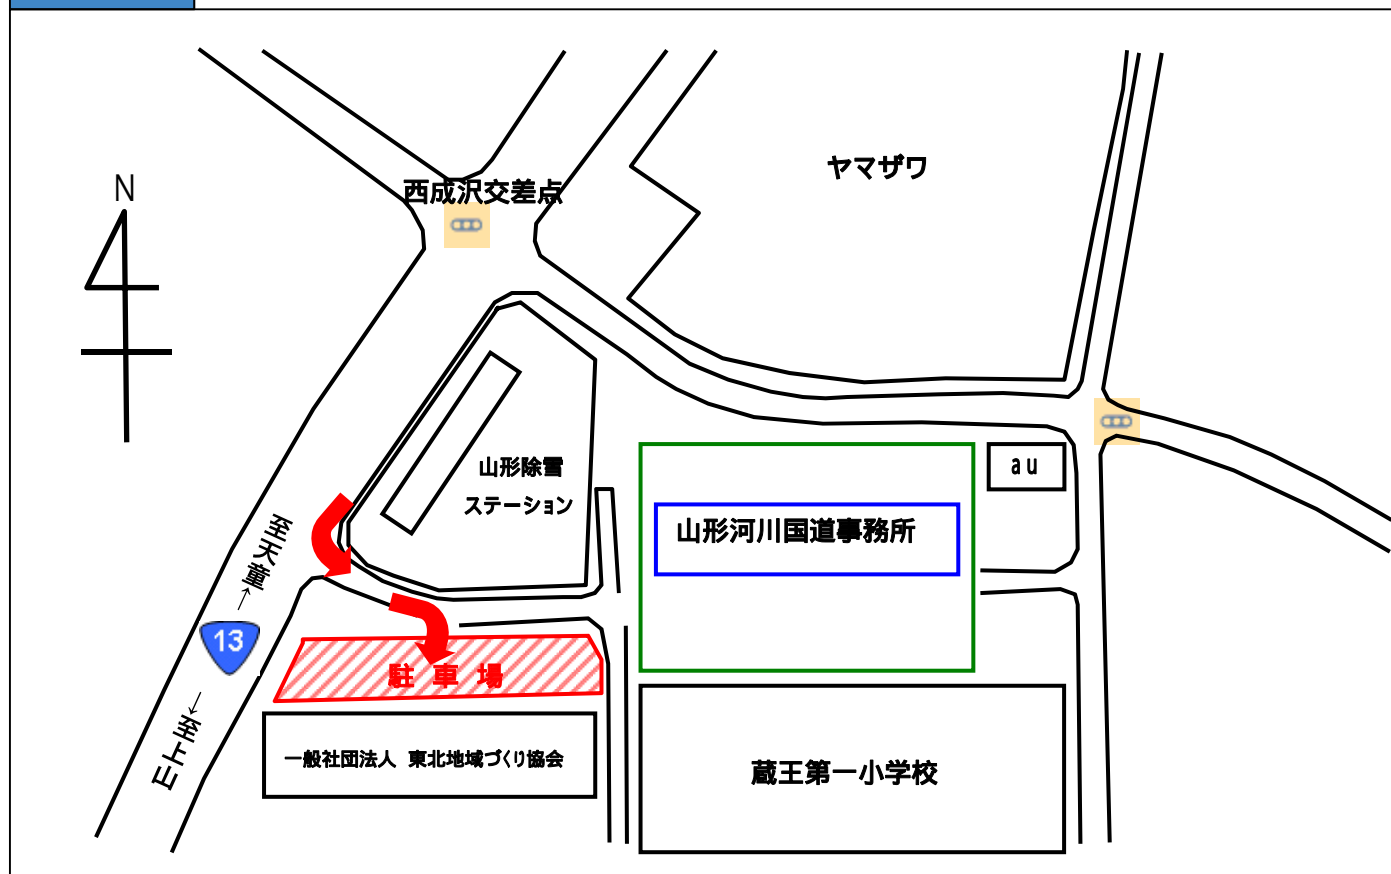 N
西成沢交差点
ヤマザワ
山形除雪
ステーション
au
山形河川国道事務所
至天童→
13
←至上山
駐車場
一般社団法人 東北地域づくり協会
蔵王第一小学校